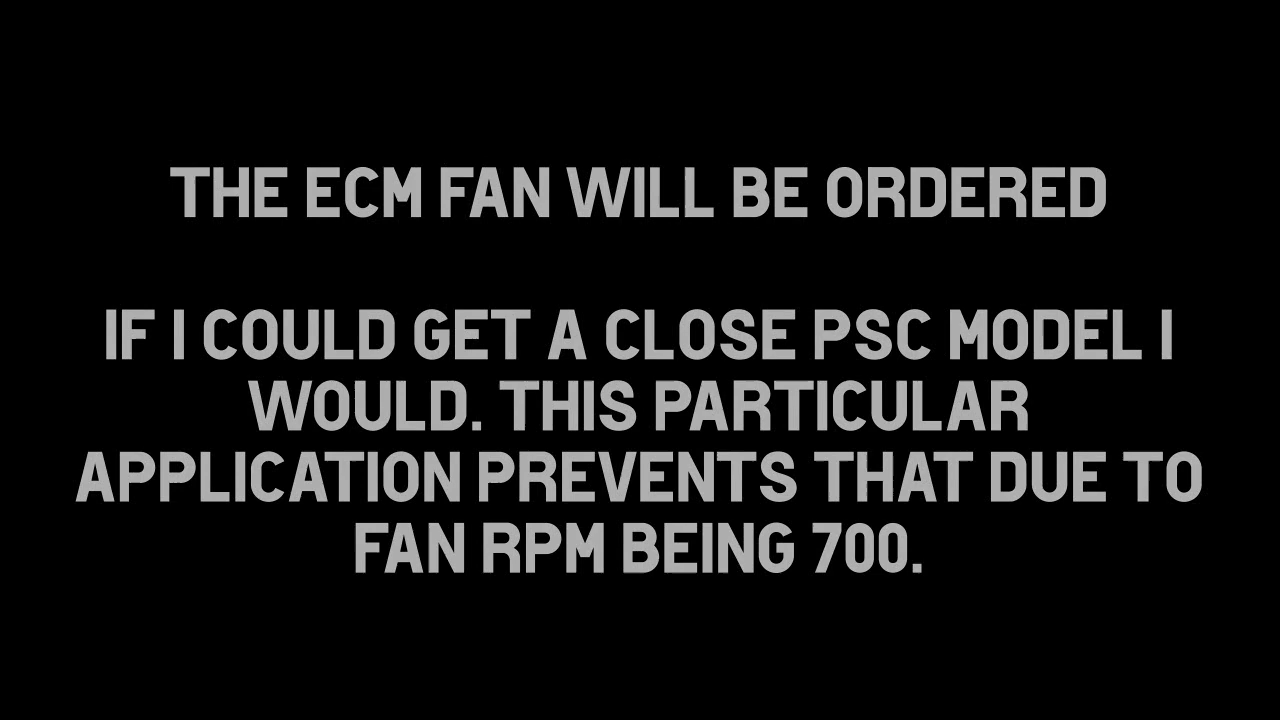 THE ECM FAN WILL BE ORDERED
IF I COULD GET A CLOSE PSC MODEL I
WOULD. THIS PARTICULAR
APPLICATION PREVENTS THAT DUE TO
FAN RPM BEING 700.